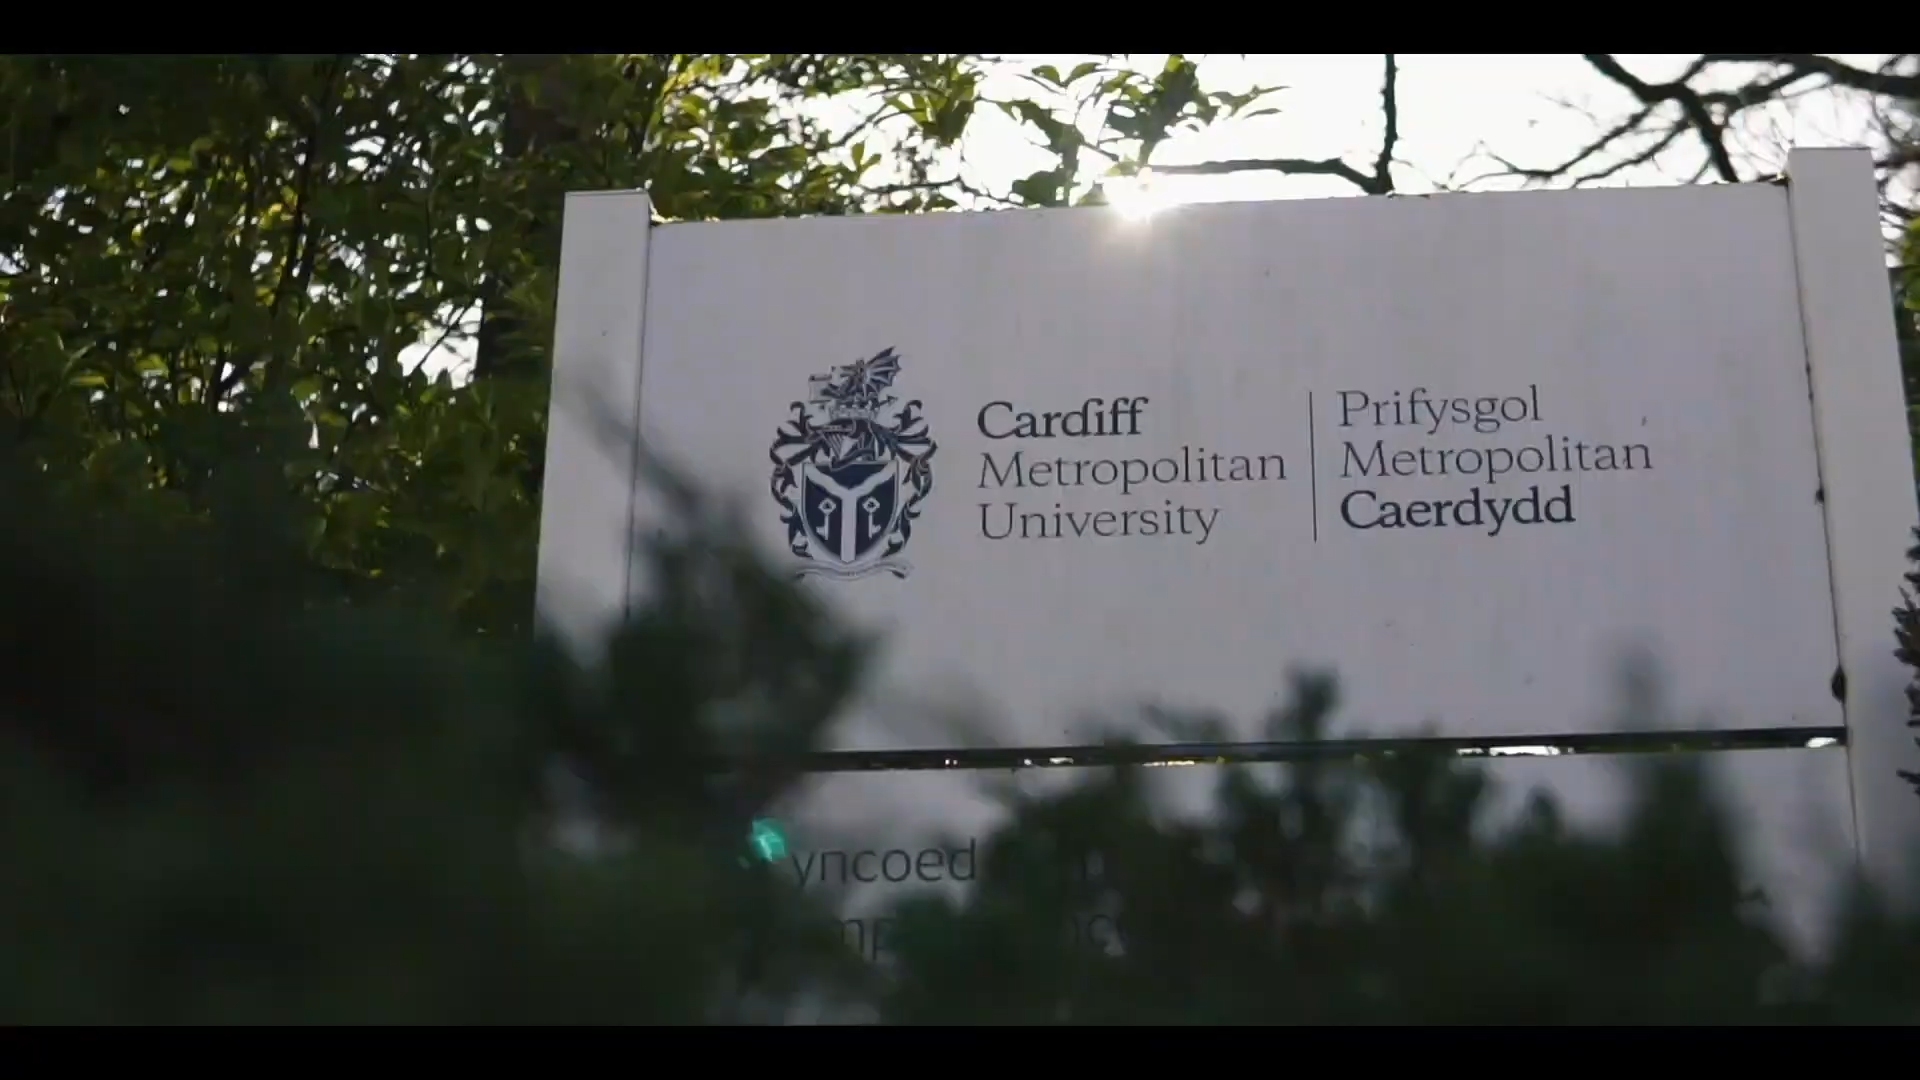 Cardiff
Metropolitan
University
Prifysgol
Metropolitan
Caerdydd
yncoed